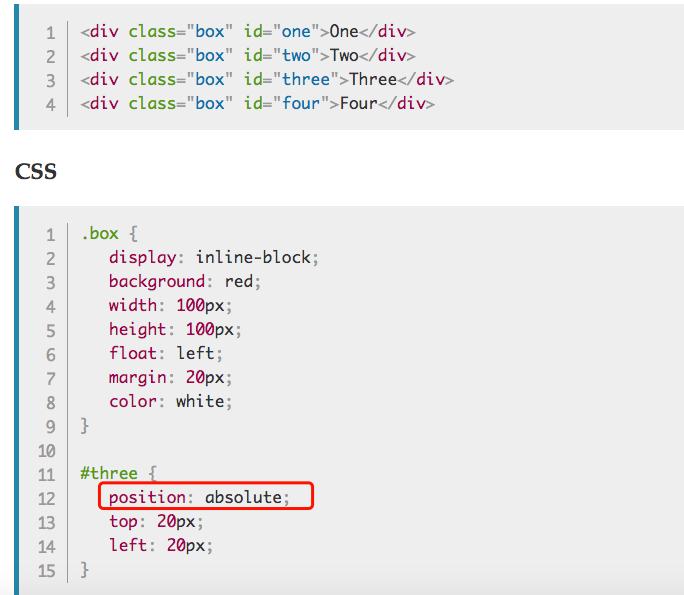 1 <div class="box" id="one">One</div>
2 <div class="box" id="two">Two</div>
3 <div class="box" id="three">Three</div>
4 <div class="box" id="four">Four</div>
CSS
1 .box {
2 display: inline-block;
3 background: red;
4 width: 100px;
5 height: 100px;
6 float: left;
7 margin: 20px;
8 color: white;
9 }
10
11 #three {
12 position: absolute;
13 top: 20px;
14 left: 20px;
15 }